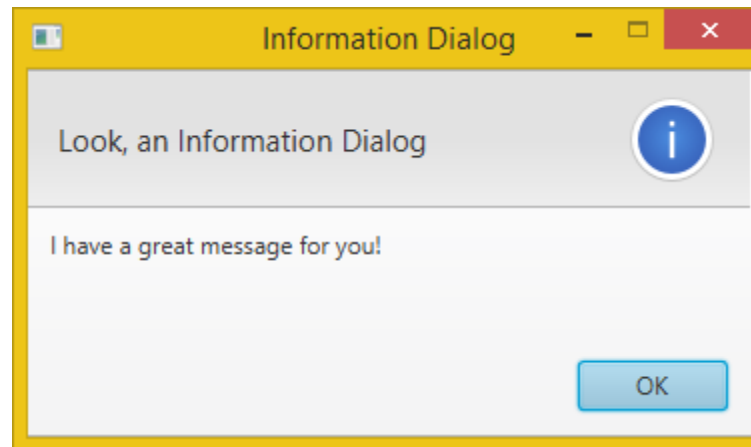 Information Dialog
Look, an Information Dialog
i
I have a great message for you!
OK